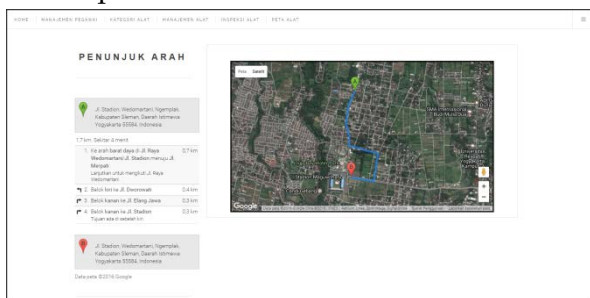 HOME
MANAJEMEN PEGAWAI
KATEGORI ALAT
MANAJEMEN ALAT
INSPEKSI ALAT
PETA ALAT
PENUNJUK ARAH
A
Jl. Stadion, Wedomartani, Ngemplak,
Kabupaten Sleman, Daerah Istimewa
Yogyakarta 55584, Indonesia
1,7 km. Sekitar 4 menit
1. Ke arah barat daya di Jl. Raya 0,7 km
Wedomartani/Jl. Stadion menuju Jl.
Merpati
Lanjutkan untuk mengikuti Jl. Raya
Wedomartani
2. Belok kiri ke Jl. 0,4 km
3. Belok kanan ke Jl. Elang Jawa 0,3 km
4. Belok kanan ke Jl. Stadion
Tujuan ada di sebelah kiri
Jl. Stadion, Wedomartani, Ngemplak,
Kabupaten Sleman, Daerah Istimewa
Yogyakarta 55584, Indonesia
Data peta ©2016 Google
Peta Satelit
A
Google